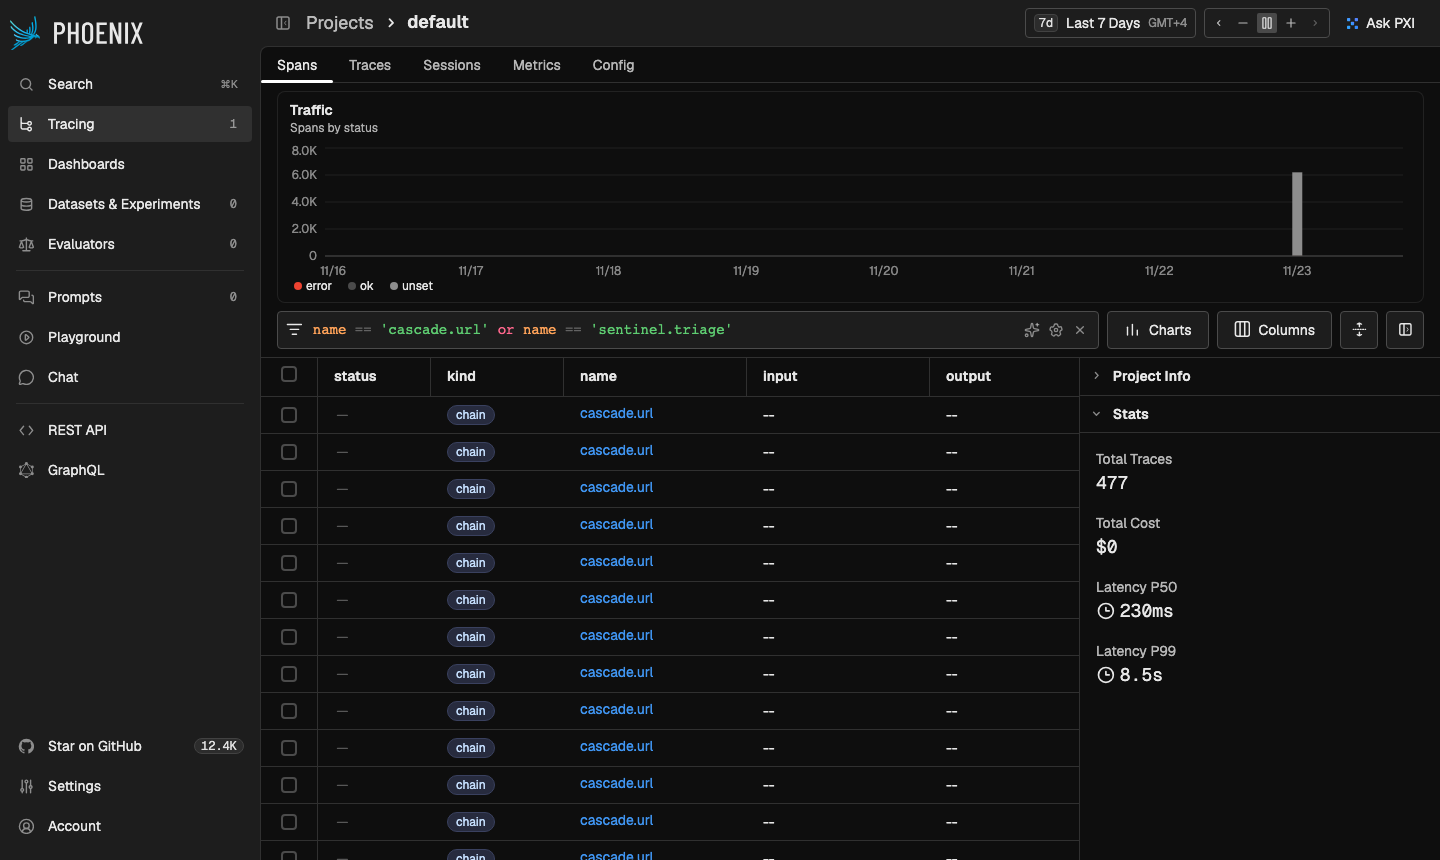 PHOENIX
Search ⌘K
Tracing 1
Dashboards
Datasets & Experiments 0
Evaluators 0
Prompts 0
Playground
Chat
REST API
GraphQL
Star on GitHub 12.4K
Settings
Account
Projects › default
7d Last 7 Days GMT+4
Ask PXI
Spans Traces Sessions Metrics Config
Traffic
Spans by status
8.0K
6.0K
4.0K
2.0K
0
11/16 11/17 11/18 11/19 11/20 11/21 11/22 11/23
error ok unset
name == 'cascade.url' or name == 'sentinel.triage'
Charts
Columns
status kind name input output
— chain cascade.url -- --
— chain cascade.url -- --
— chain cascade.url -- --
— chain cascade.url -- --
— chain cascade.url -- --
— chain cascade.url -- --
— chain cascade.url -- --
— chain cascade.url -- --
— chain cascade.url -- --
— chain cascade.url -- --
— chain cascade.url -- --
— chain cascade.url -- --
— chain cascade.url -- --
Project Info
Stats
Total Traces
477
Total Cost
$0
Latency P50
230ms
Latency P99
8.5s